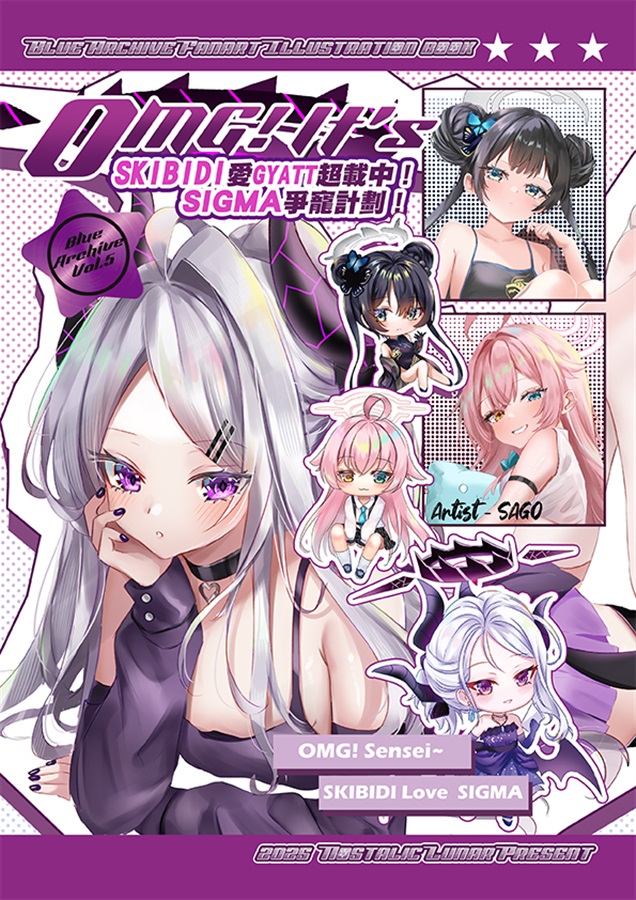 BLUE ARCHIVE FANART ILLUSTRATION BOOK
OMG!-It's
SKIBIDI愛GYATT超載中！
SIGMA爭寵計劃！
Blue
Archive
Vol.5
Artist - SAGO
OMG! Sensei~
SKIBIDI Love SIGMA
2025 NOSTALIC LUNAR PRESENT